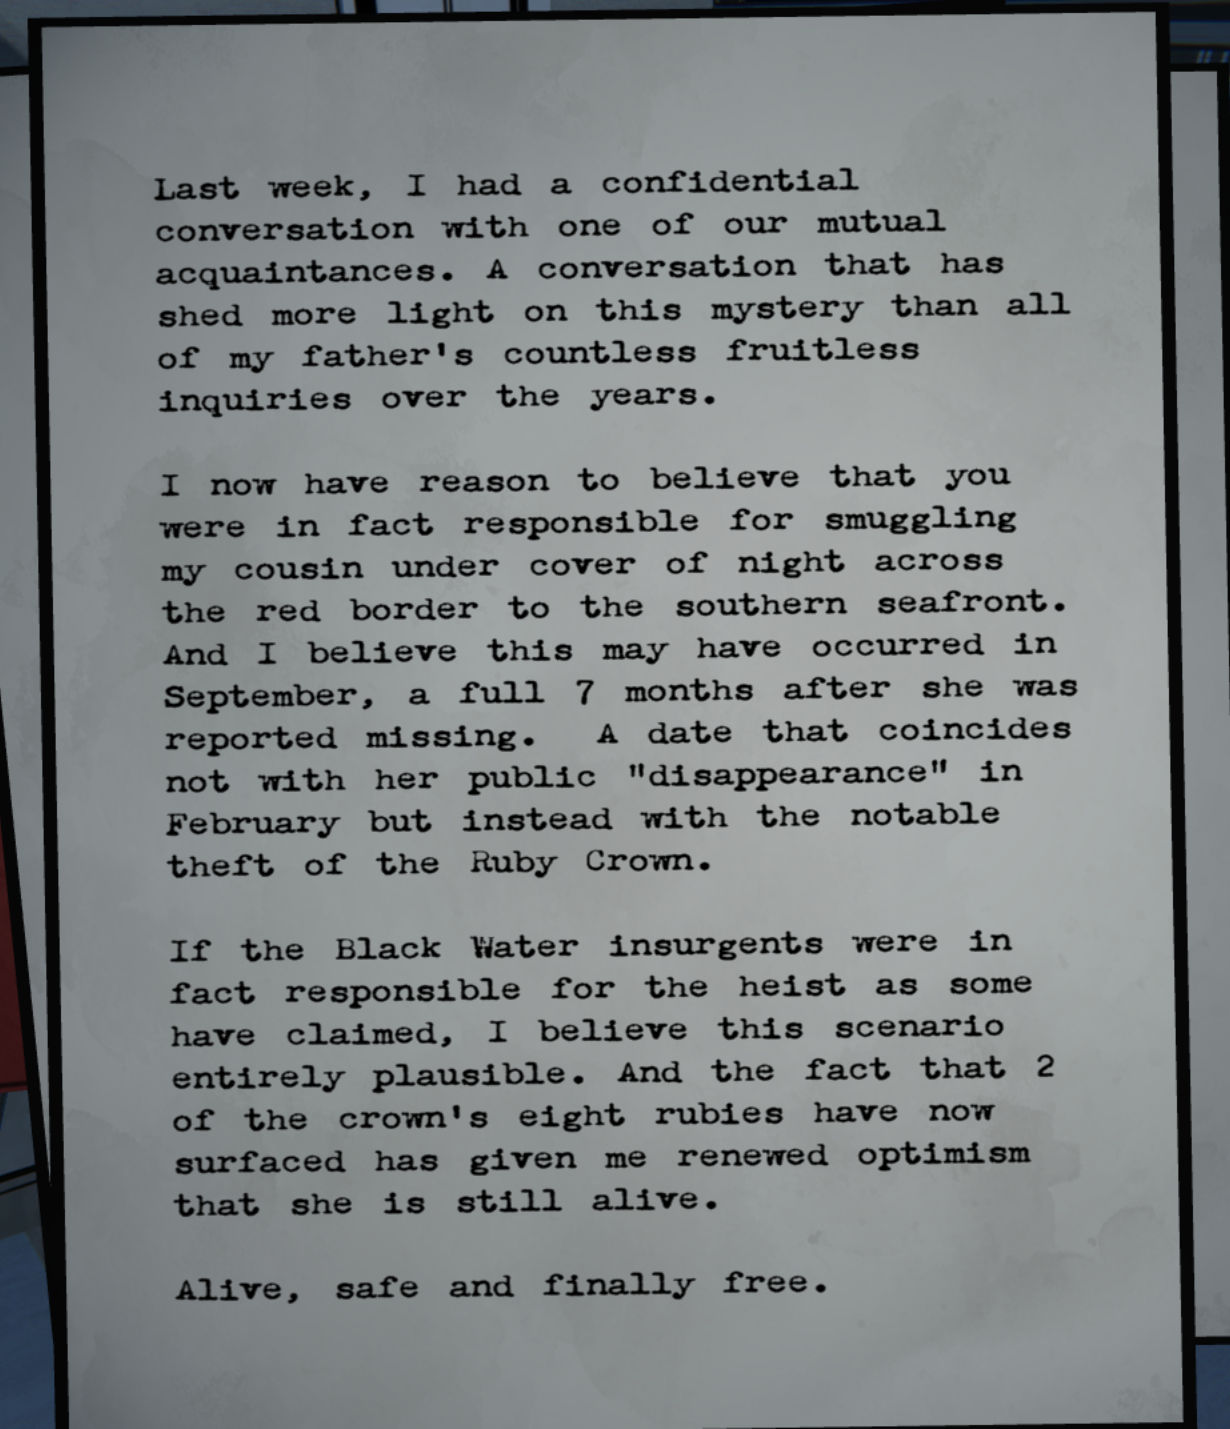 Last week, I had a confidential
conversation with one of our mutual
acquaintances. A conversation that has
shed more light on this mystery than all
of my father's countless fruitless
inquiries over the years.
I now have reason to believe that you
were in fact responsible for smuggling
my cousin under cover of night across
the red border to the southern seafront.
And I believe this may have occurred in
September, a full 7 months after she was
reported missing.  A date that coincides
not with her public "disappearance" in
February but instead with the notable
theft of the Ruby Crown.
If the Black Water insurgents were in
fact responsible for the heist as some
have claimed, I believe this scenario
entirely plausible. And the fact that 2
of the crown's eight rubies have now
surfaced has given me renewed optimism
that she is still alive.
Alive, safe and finally free.